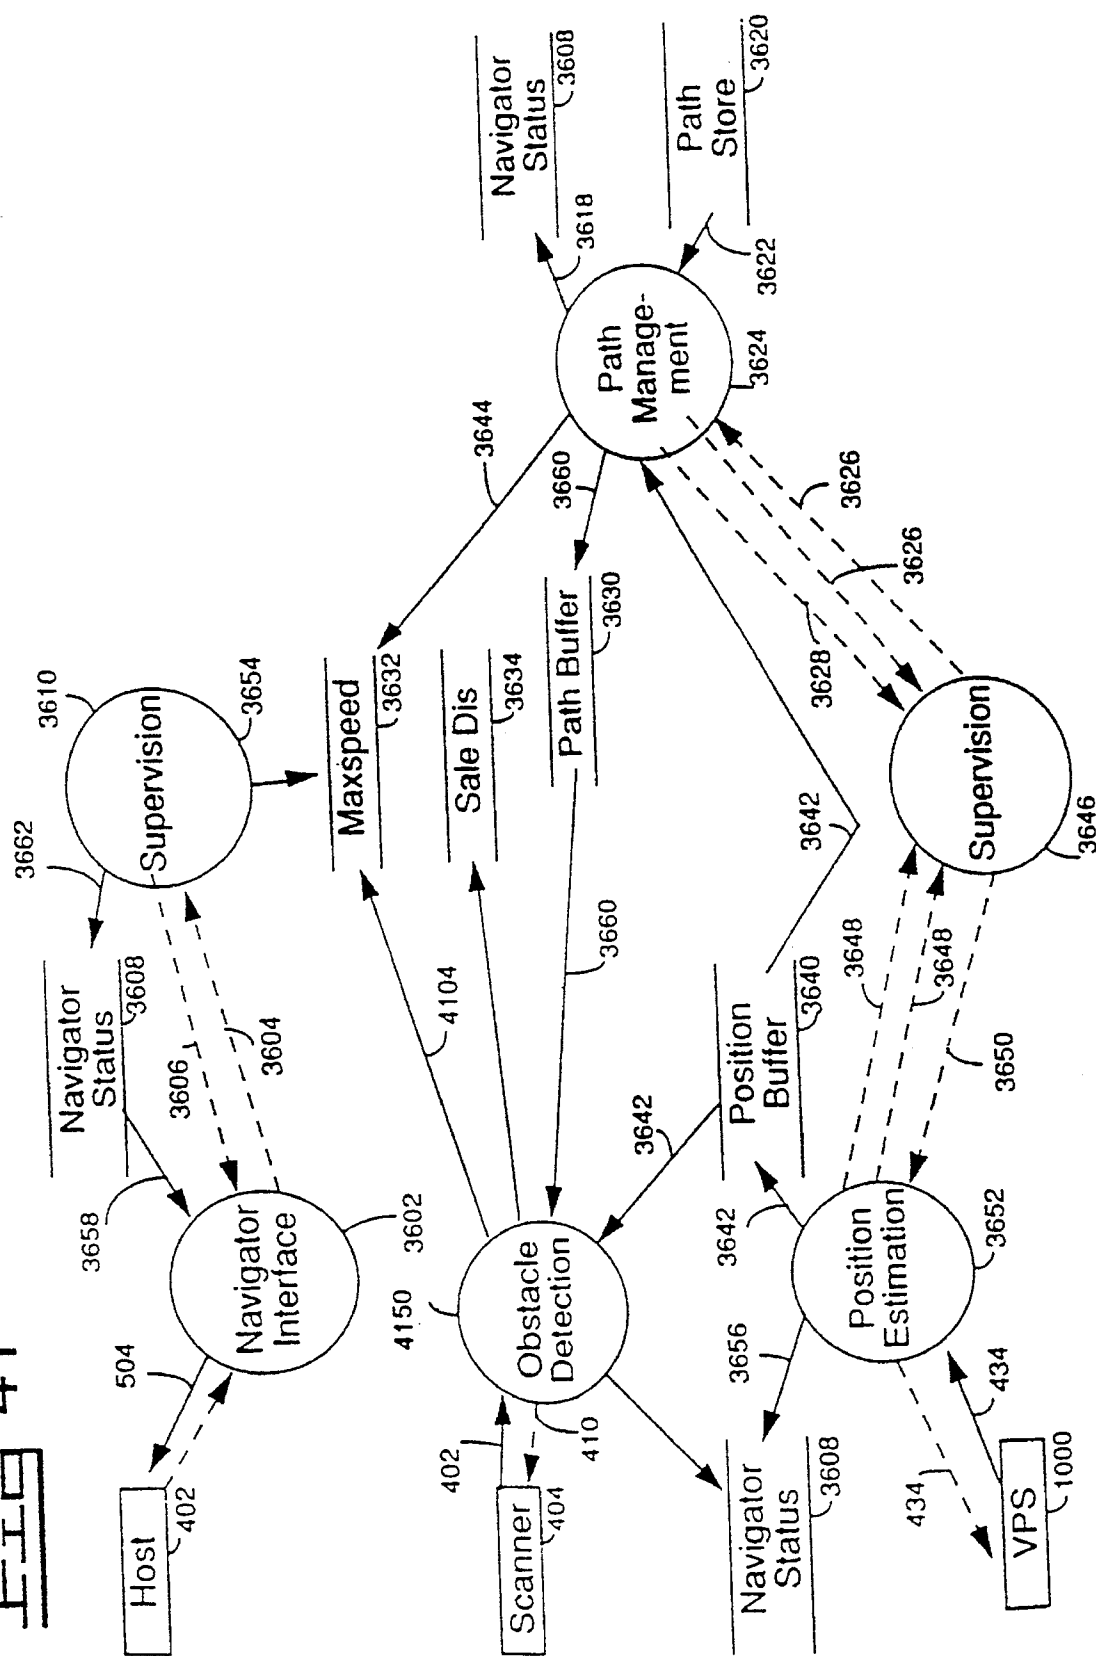 FIG 41
Host
402
504
Navigator
Interface
3602
3658
3606
3604
Navigator
Status
3608
3662
Supervision
3610
3654
Scanner
404
402
410
Obstacle
Detection
4150
4104
Maxspeed
3632
Sale Dis
3634
Path Buffer
3630
3660
3660
3644
Navigator
Status
3608
3618
Path
Manage-
ment
3624
Path
Store
3620
3622
Navigator
Status
3608
3656
3642
3642
Position
Buffer
3640
3642
VPS
1000
434
434
Position
Estimation
3652
3648
3648
3650
Supervision
3646
3628
3626
3626